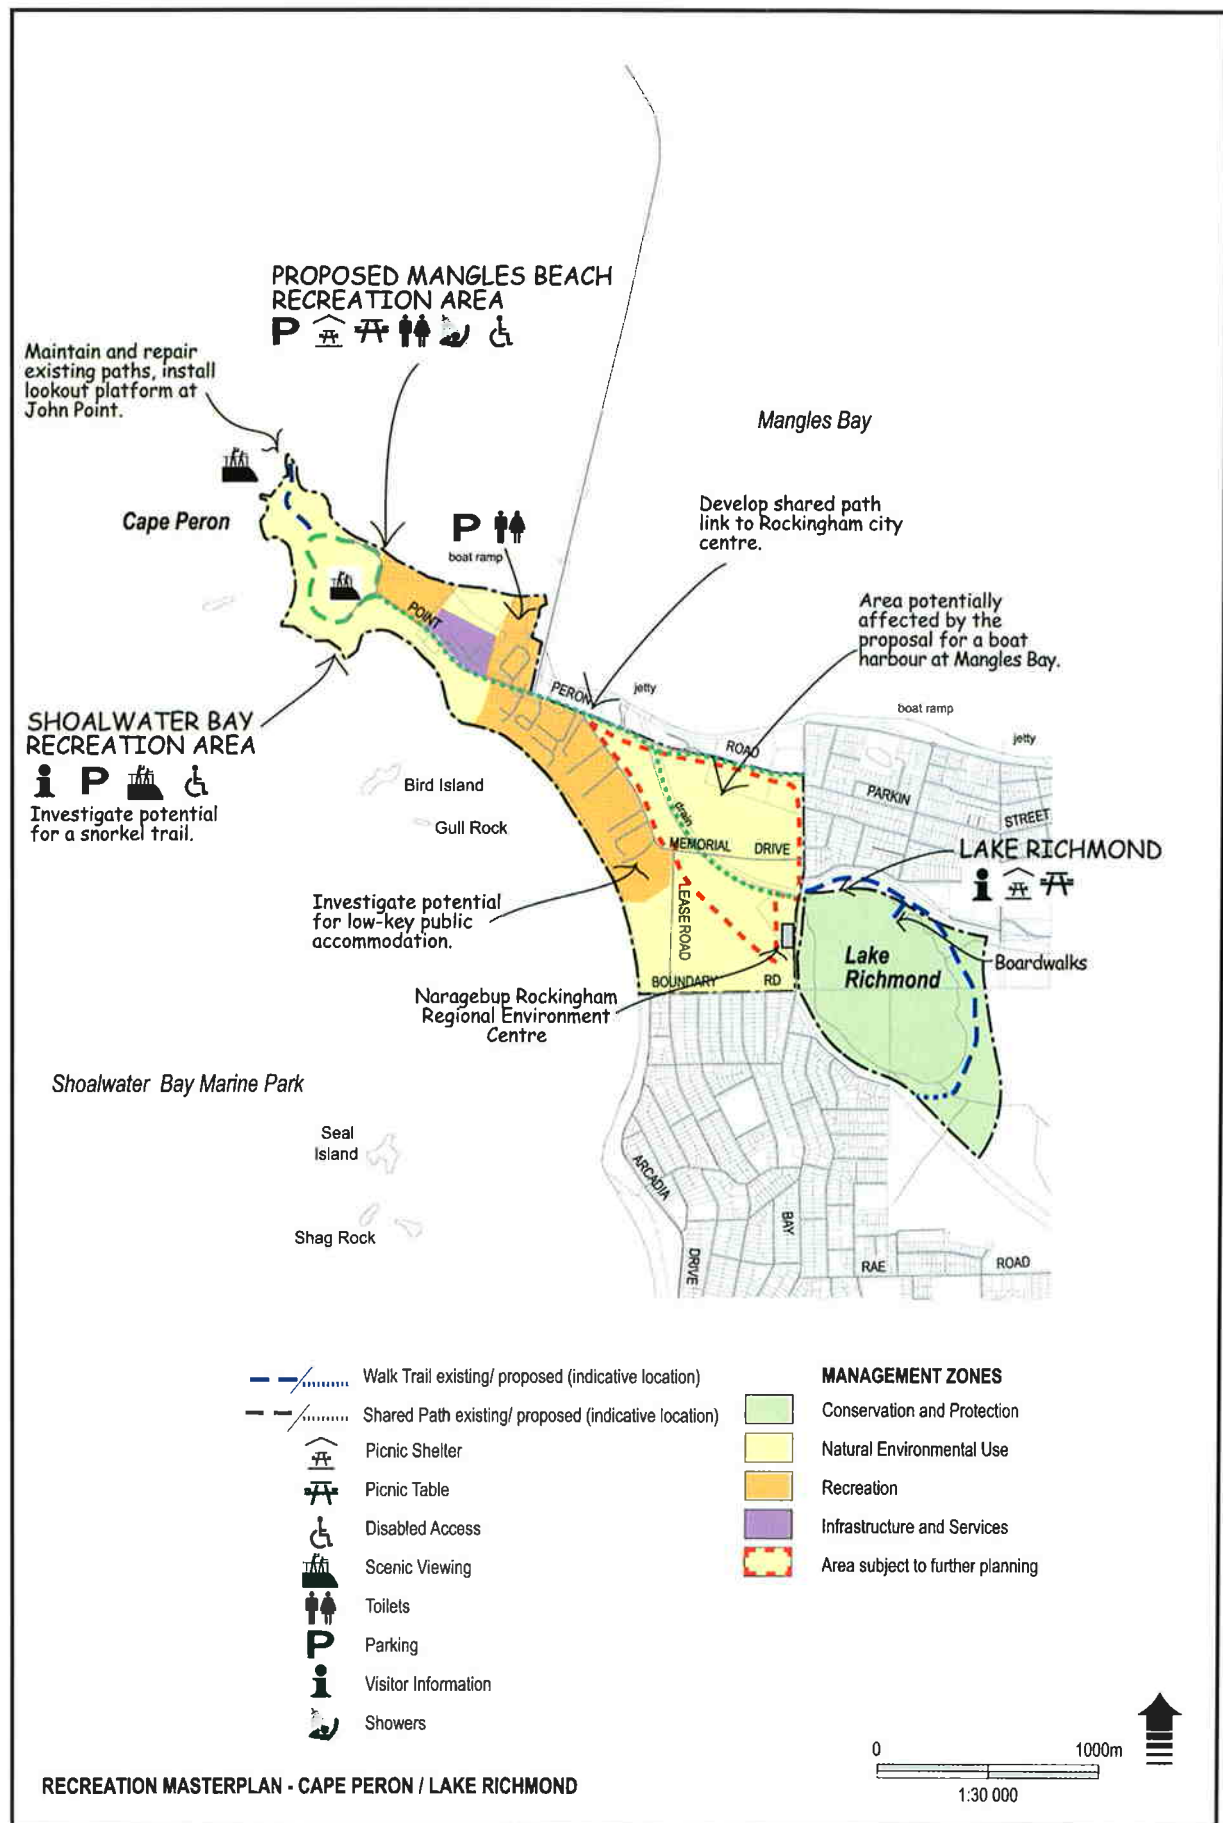 PROPOSED MANGLES BEACH
RECREATION AREA
P
Maintain and repair
existing paths, install
lookout platform at
John Point.
Mangles Bay
Cape Peron
P
boat ramp
Develop shared path
link to Rockingham city
centre.
Area potentially
affected by the
proposal for a boat
harbour at Mangles Bay.
POINT
PERON
jetty
ROAD
boat ramp
jetty
SHOALWATER BAY
RECREATION AREA
i P
Investigate potential
for a snorkel trail.
Bird Island
Gull Rock
drain
PARKIN
STREET
MEMORIAL DRIVE
LAKE RICHMOND
i
Investigate potential
for low-key public
accommodation.
LEASE ROAD
Lake
Richmond
Boardwalks
BOUNDARY RD
Naragebup Rockingham
Regional Environment
Centre
Shoalwater Bay Marine Park
Seal
Island
Shag Rock
ARCADIA
DRIVE
BAY
RAE
ROAD
Walk Trail existing/ proposed (indicative location)
Shared Path existing/ proposed (indicative location)
Picnic Shelter
Picnic Table
Disabled Access
Scenic Viewing
Toilets
P Parking
i Visitor Information
Showers
MANAGEMENT ZONES
Conservation and Protection
Natural Environmental Use
Recreation
Infrastructure and Services
Area subject to further planning
0 1000m
1:30 000
RECREATION MASTERPLAN - CAPE PERON / LAKE RICHMOND